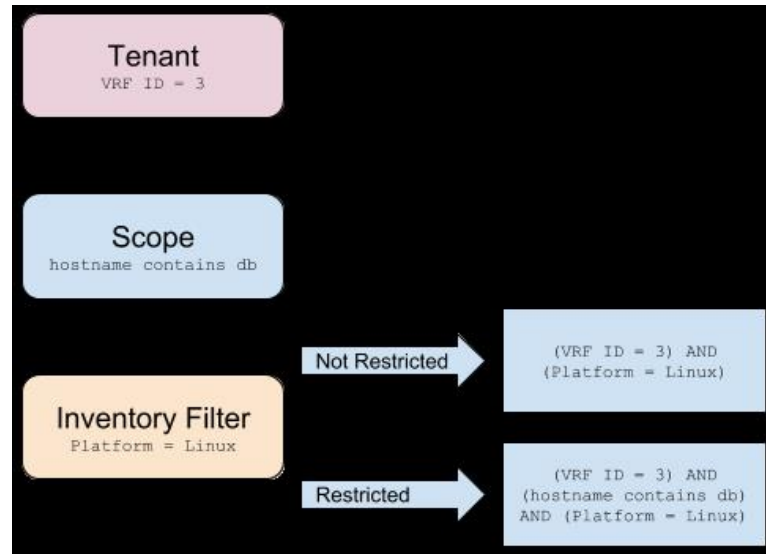 Tenant
VRF ID = 3
Scope
hostname contains db
Inventory Filter
Platform = Linux
Not Restricted
(VRF ID = 3) AND
(Platform = Linux)
Restricted
(VRF ID = 3) AND
(hostname contains db)
AND (Platform = Linux)